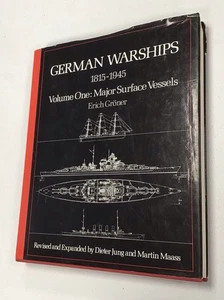 GERMAN WARSHIPS
1815-1945
Volume One: Major Surface Vessels
Erich Gröner
Revised and Expanded by Dieter Jung and Martin Maass